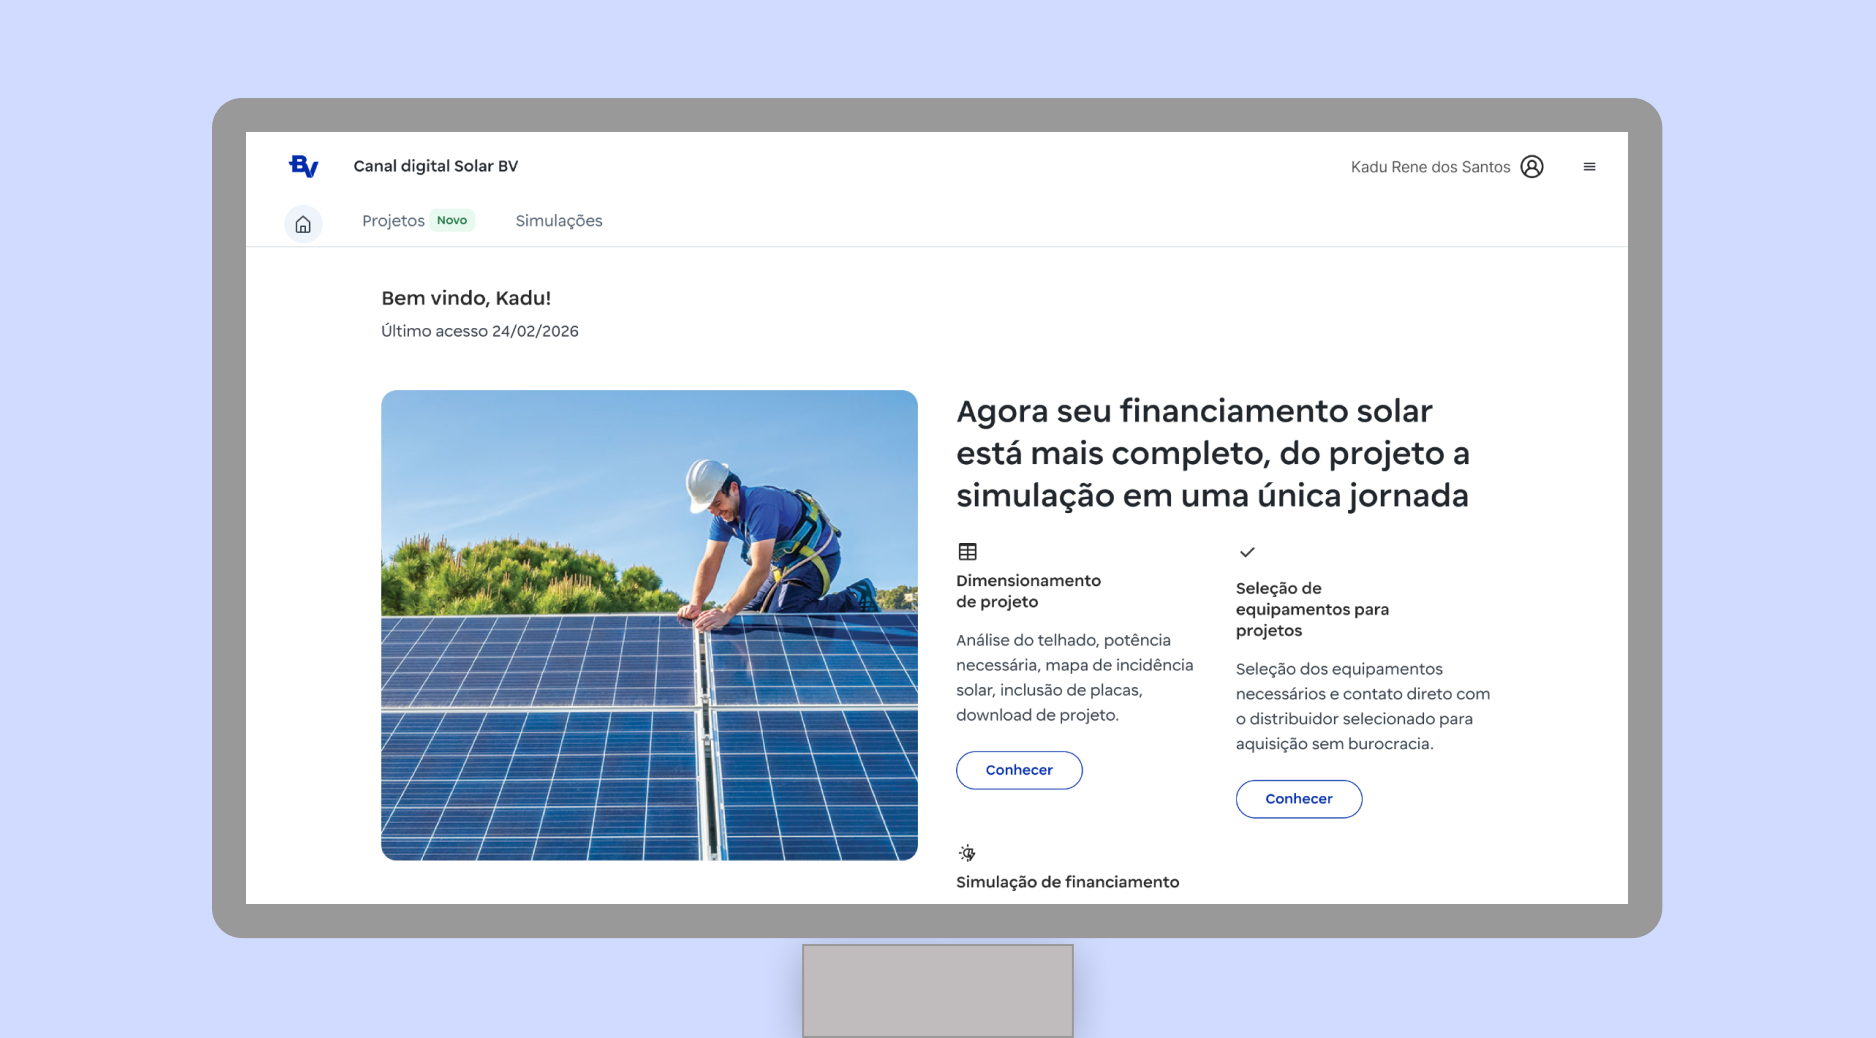 BV
Canal digital Solar BV
Kadu Rene dos Santos
Projetos Novo
Simulações
Bem vindo, Kadu!
Último acesso 24/02/2026
Agora seu financiamento solar
está mais completo, do projeto a
simulação em uma única jornada
Dimensionamento
de projeto
Análise do telhado, potência
necessária, mapa de incidência
solar, inclusão de placas,
download de projeto.
Conhecer
Seleção de
equipamentos para
projetos
Seleção dos equipamentos
necessários e contato direto com
o distribuidor selecionado para
aquisição sem burocracia.
Conhecer
Simulação de financiamento